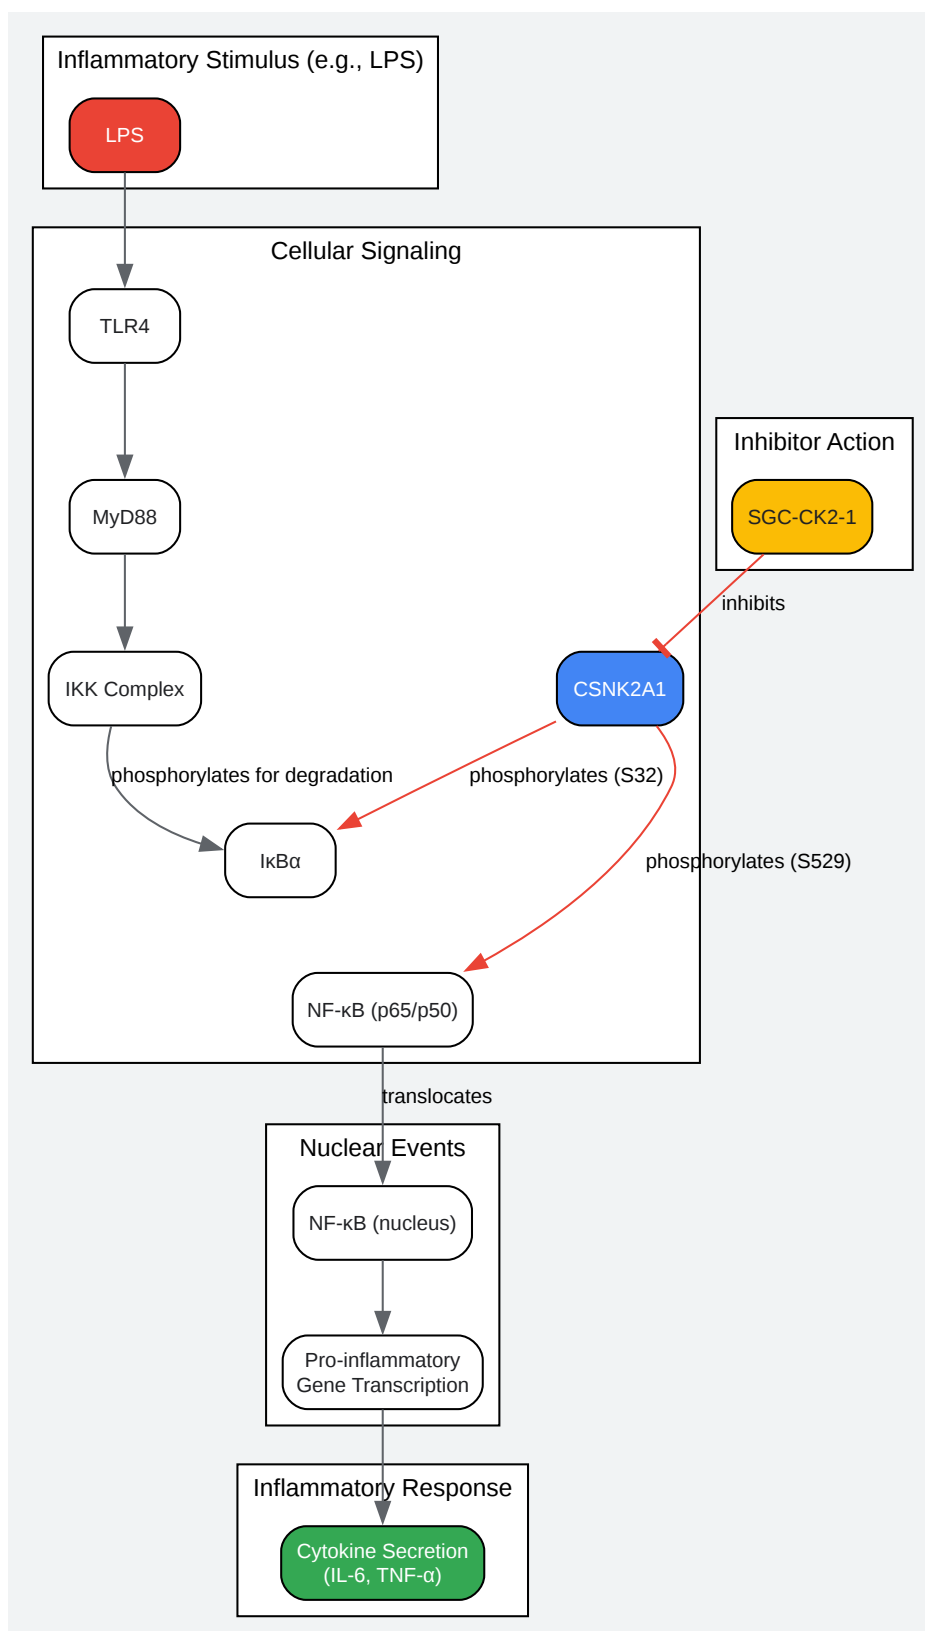 Inflammatory Stimulus (e.g., LPS)
LPS
Cellular Signaling
TLR4
Inhibitor Action
MyD88
SGC-CK2-1
inhibits
IKK Complex
CSNK2A1
phosphorylates for degradation
phosphorylates (S32)
IκBα
phosphorylates (S529)
NF-κB (p65/p50)
translocates
Nuclear Events
NF-κB (nucleus)
Pro-inflammatory
Gene Transcription
Inflammatory Response
Cytokine Secretion
(IL-6, TNF-α)